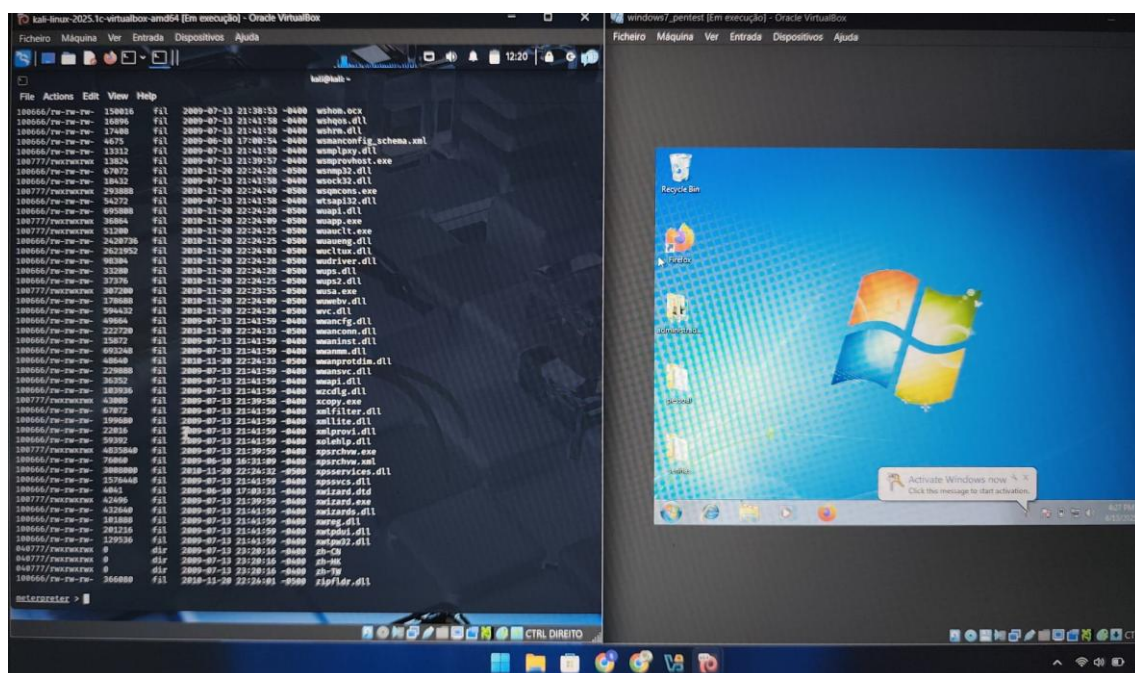 kali-linux-2025.1c-virtualbox-amd64 [Em execução] - Oracle VirtualBox
Ficheiro Máquina Ver Entrada Dispositivos Ajuda
12:20
kali@kali: ~
File Actions Edit View Help
100666/rw-rw-rw- 150016 fil 2009-07-13 21:38:53 -0400 wshom.ocx
100666/rw-rw-rw- 16896 fil 2009-07-13 21:41:58 -0400 wshqos.dll
100666/rw-rw-rw- 17408 fil 2009-07-13 21:41:58 -0400 wshrm.dll
100666/rw-rw-rw- 4675 fil 2009-06-10 17:00:54 -0400 wsmanconfig_schema.xml
100666/rw-rw-rw- 13312 fil 2009-07-13 21:41:58 -0400 wsmplpxy.dll
100777/rwxrwxrwx 13824 fil 2009-07-13 21:39:57 -0400 wsmprovhost.exe
100666/rw-rw-rw- 67072 fil 2010-11-20 22:24:28 -0500 wsnmp32.dll
100666/rw-rw-rw- 18432 fil 2009-07-13 21:41:58 -0400 wsock32.dll
100777/rwxrwxrwx 293888 fil 2010-11-20 22:24:49 -0500 wsqmcons.exe
100666/rw-rw-rw- 54272 fil 2009-07-13 21:41:58 -0400 wtsapi32.dll
100666/rw-rw-rw- 695808 fil 2010-11-20 22:24:28 -0500 wuapi.dll
100777/rwxrwxrwx 36864 fil 2010-11-20 22:24:09 -0500 wuapp.exe
100777/rwxrwxrwx 51200 fil 2010-11-20 22:24:25 -0500 wuauclt.exe
100666/rw-rw-rw- 2420736 fil 2010-11-20 22:24:25 -0500 wuaueng.dll
100666/rw-rw-rw- 2621952 fil 2010-11-20 22:24:03 -0500 wucltux.dll
100666/rw-rw-rw- 98304 fil 2010-11-20 22:24:28 -0500 wudriver.dll
100666/rw-rw-rw- 33280 fil 2010-11-20 22:24:28 -0500 wups.dll
100666/rw-rw-rw- 37376 fil 2010-11-20 22:24:25 -0500 wups2.dll
100777/rwxrwxrwx 307200 fil 2010-11-20 22:23:55 -0500 wusa.exe
100666/rw-rw-rw- 178688 fil 2010-11-20 22:24:09 -0500 wuwebv.dll
100666/rw-rw-rw- 594432 fil 2010-11-20 22:24:20 -0500 wvc.dll
100666/rw-rw-rw- 49664 fil 2009-07-13 21:41:59 -0400 wwancfg.dll
100666/rw-rw-rw- 222720 fil 2010-11-20 22:24:33 -0500 wwanconn.dll
100666/rw-rw-rw- 15872 fil 2009-07-13 21:41:59 -0400 wwaninst.dll
100666/rw-rw-rw- 693248 fil 2009-07-13 21:41:59 -0400 wwanmm.dll
100666/rw-rw-rw- 48640 fil 2010-11-20 22:24:33 -0500 wwanprotdim.dll
100666/rw-rw-rw- 229888 fil 2009-07-13 21:41:59 -0400 wwansvc.dll
100666/rw-rw-rw- 36352 fil 2009-07-13 21:41:59 -0400 wwapi.dll
100666/rw-rw-rw- 103936 fil 2009-07-13 21:41:59 -0400 wzcdlg.dll
100777/rwxrwxrwx 43008 fil 2009-07-13 21:39:58 -0400 xcopy.exe
100666/rw-rw-rw- 67072 fil 2009-07-13 21:41:59 -0400 xmlfilter.dll
100666/rw-rw-rw- 199680 fil 2009-07-13 21:41:59 -0400 xmllite.dll
100666/rw-rw-rw- 22016 fil 2009-07-13 21:41:59 -0400 xmlprovi.dll
100666/rw-rw-rw- 59392 fil 2009-07-13 21:41:59 -0400 xolehlp.dll
100777/rwxrwxrwx 4835840 fil 2009-07-13 21:39:59 -0400 xpsrchvw.exe
100666/rw-rw-rw- 76060 fil 2009-06-10 16:31:09 -0400 xpsrchvw.xml
100666/rw-rw-rw- 3008000 fil 2010-11-20 22:24:32 -0500 xpsservices.dll
100666/rw-rw-rw- 1576448 fil 2009-07-13 21:41:59 -0400 xpssvcs.dll
100666/rw-rw-rw- 4041 fil 2009-06-10 17:03:31 -0400 xwizard.dtd
100777/rwxrwxrwx 42496 fil 2009-07-13 21:39:59 -0400 xwizard.exe
100666/rw-rw-rw- 432640 fil 2009-07-13 21:41:59 -0400 xwizards.dll
100666/rw-rw-rw- 101888 fil 2009-07-13 21:41:59 -0400 xwreg.dll
100666/rw-rw-rw- 201216 fil 2009-07-13 21:41:59 -0400 xwtpdui.dll
100666/rw-rw-rw- 129536 fil 2009-07-13 21:41:59 -0400 xwtpw32.dll
040777/rwxrwxrwx 0 dir 2009-07-13 23:20:16 -0400 zh-CN
040777/rwxrwxrwx 0 dir 2009-07-13 23:20:16 -0400 zh-HK
040777/rwxrwxrwx 0 dir 2009-07-13 23:20:16 -0400 zh-TW
100666/rw-rw-rw- 366080 fil 2010-11-20 22:24:01 -0500 zipfldr.dll
meterpreter >
CTRL DIREITO
windows7_pentest [Em execução] - Oracle VirtualBox
Ficheiro Máquina Ver Entrada Dispositivos Ajuda
Recycle Bin
Firefox
Activate Windows now
Click this message to start activation.
4:21 PM